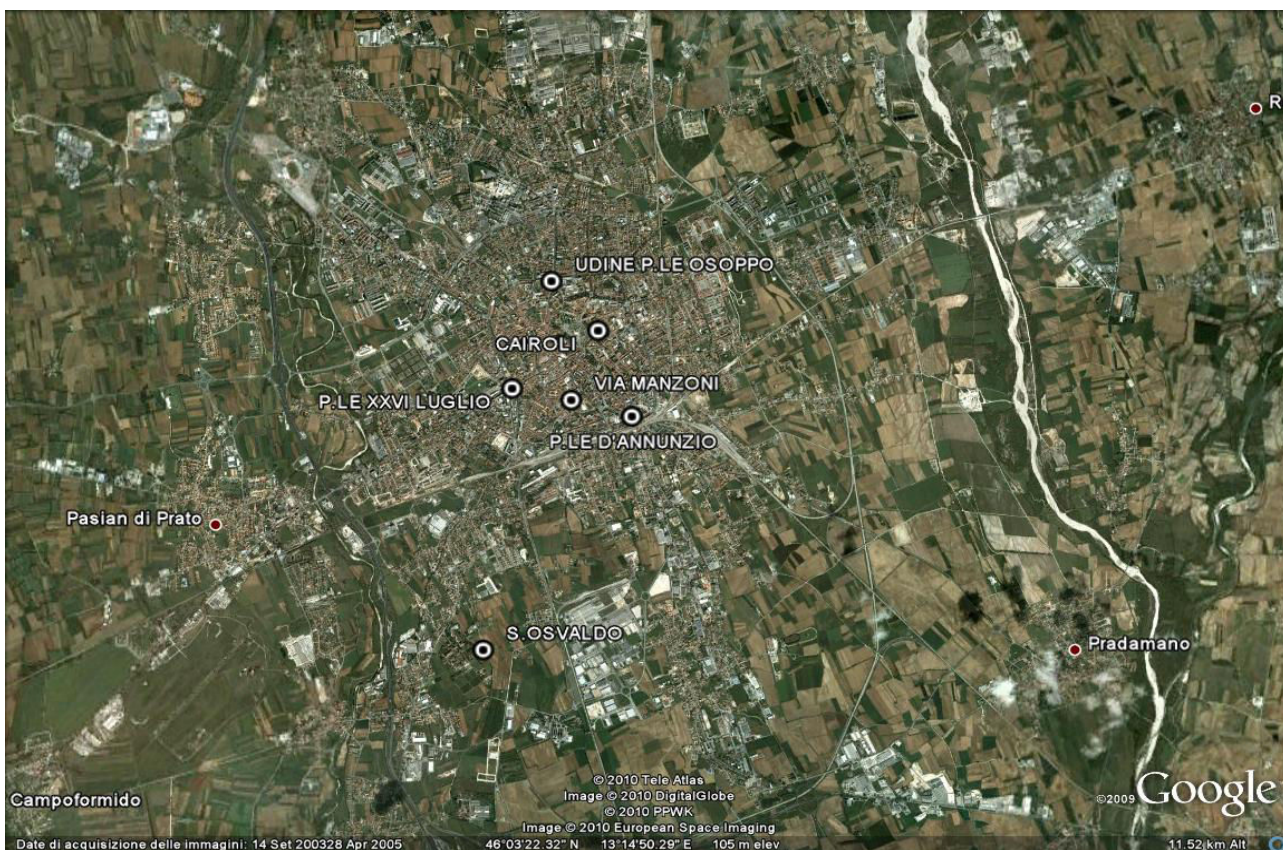 R
UDINE P.LE OSOPPO
CAIROLI
VIA MANZONI
P.LE XXVI LUGLIO
P.LE D'ANNUNZIO
Pasian di Prato
S.OSVALDO
Pradamano
© 2010 Tele Atlas
Image © 2010 DigitalGlobe
© 2010 PPWK
Image © 2010 European Space Imaging
Campoformido
©2009 Google
Date di acquisizione delle immagini: 14 Set 200328 Apr 2005 46°03'22.32" N 13°14'50.29" E 105 m elev 11.52 km Alt